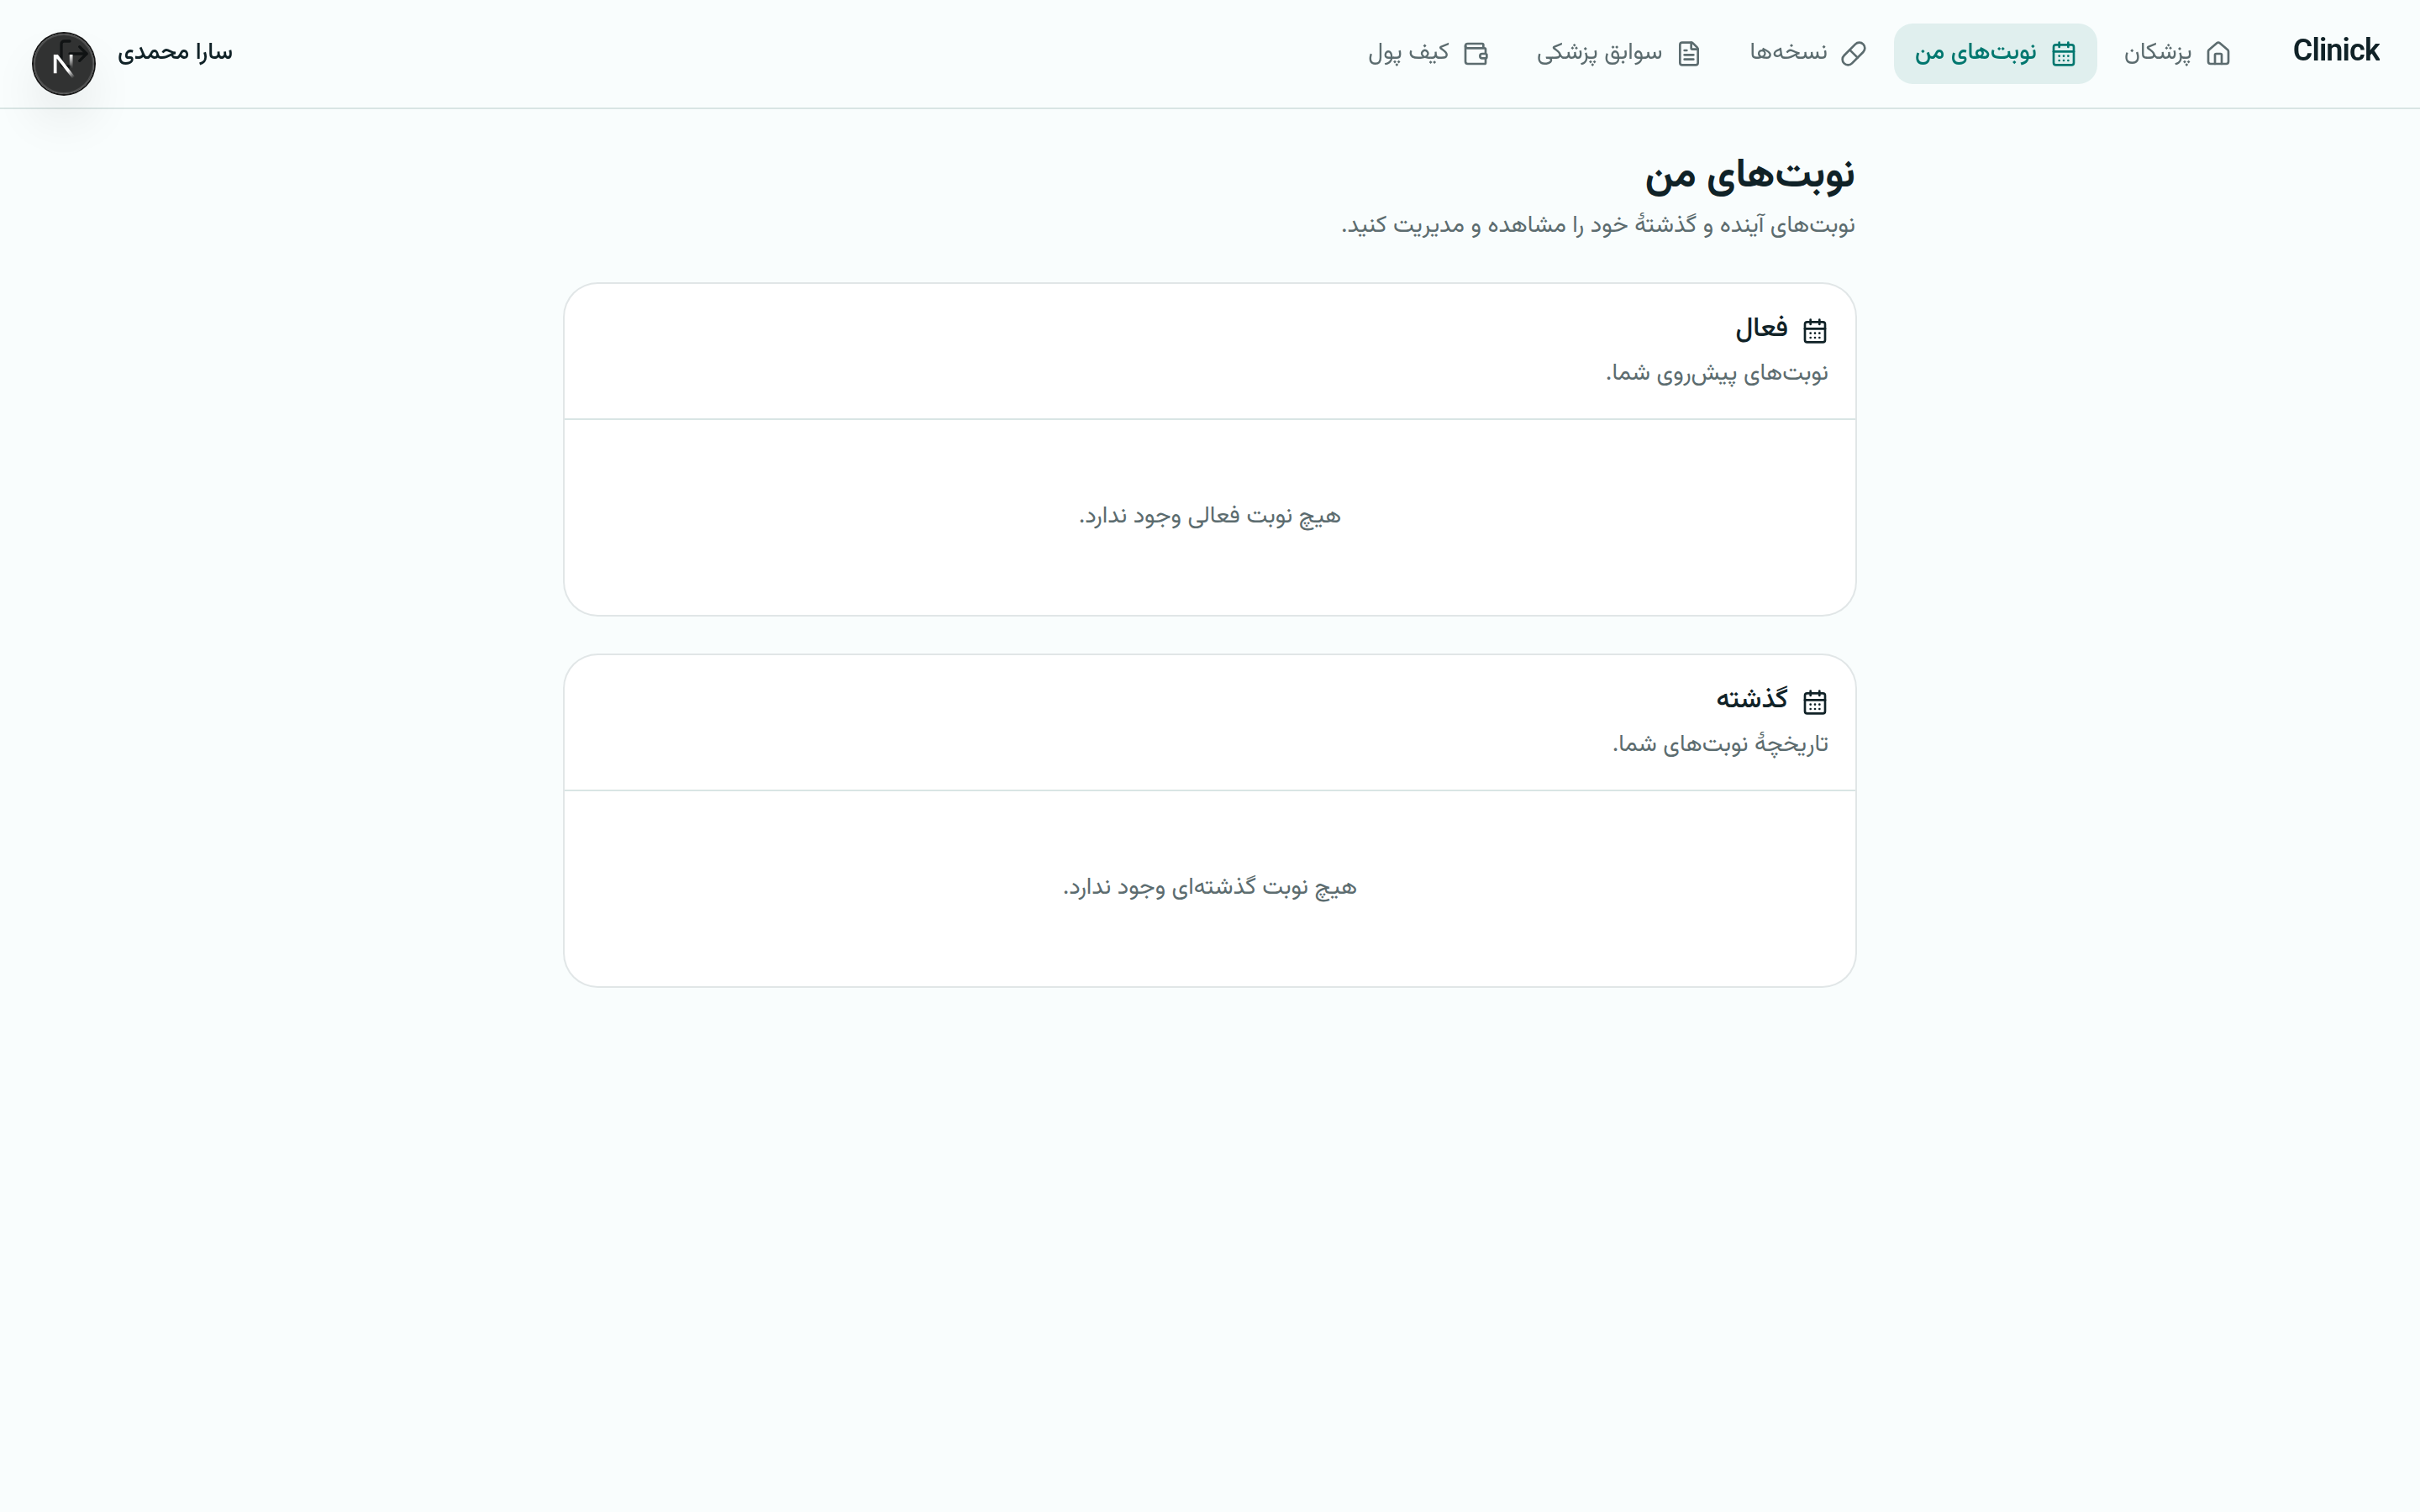 Clinick
پزشکان
نوبت‌های من
نسخه‌ها
سوابق پزشکی
کیف پول
سارا محمدی
N
نوبت‌های من
نوبت‌های آینده و گذشتهٔ خود را مشاهده و مدیریت کنید.
فعال
نوبت‌های پیش‌روی شما.
هیچ نوبت فعالی وجود ندارد.
گذشته
تاریخچهٔ نوبت‌های شما.
هیچ نوبت گذشته‌ای وجود ندارد.